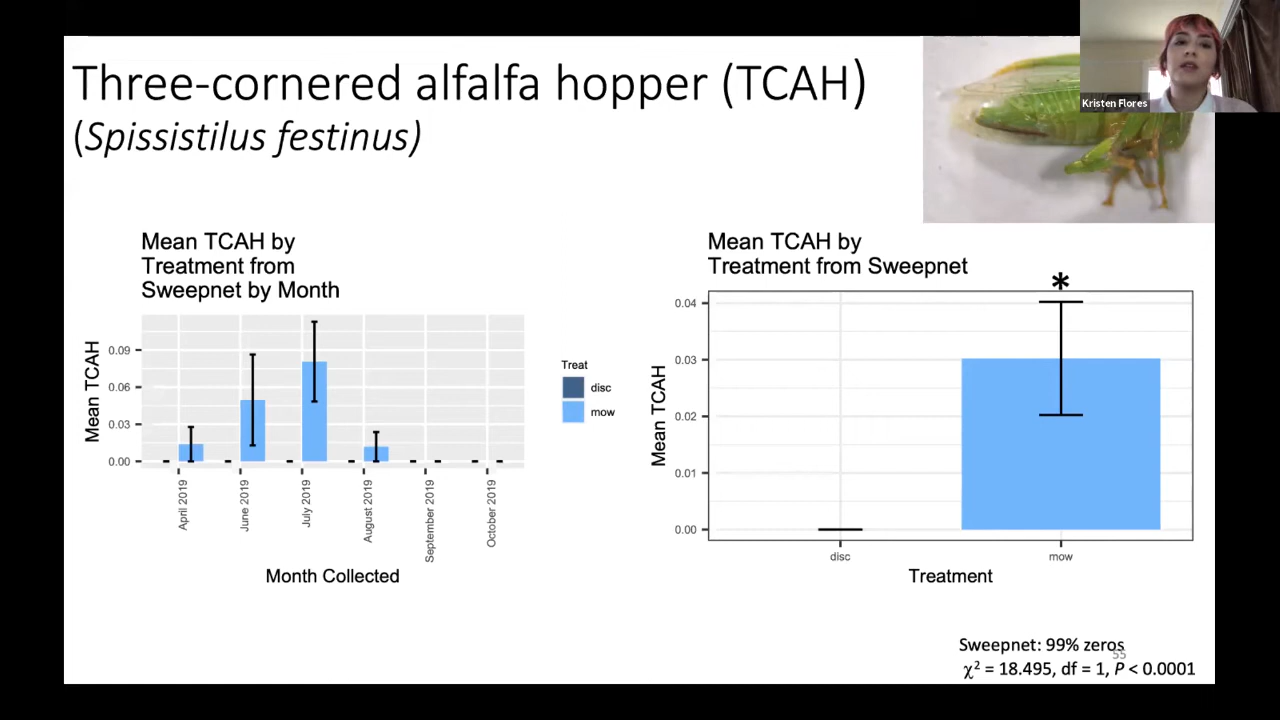 Three-cornered alfalfa hopper (TCAH)
(Spissistilus festinus)
Kristen Flores
Mean TCAH by
Treatment from
Sweepnet by Month
Mean TCAH
0.09
0.06
0.03
0.00
April 2019
June 2019
July 2019
August 2019
September 2019
October 2019
Month Collected
Treat
disc
mow
Mean TCAH by
Treatment from Sweepnet
*
Mean TCAH
0.04
0.03
0.02
0.01
0.00
disc
mow
Treatment
Sweepnet: 99% zeros
55
χ² = 18.495, df = 1, P < 0.0001